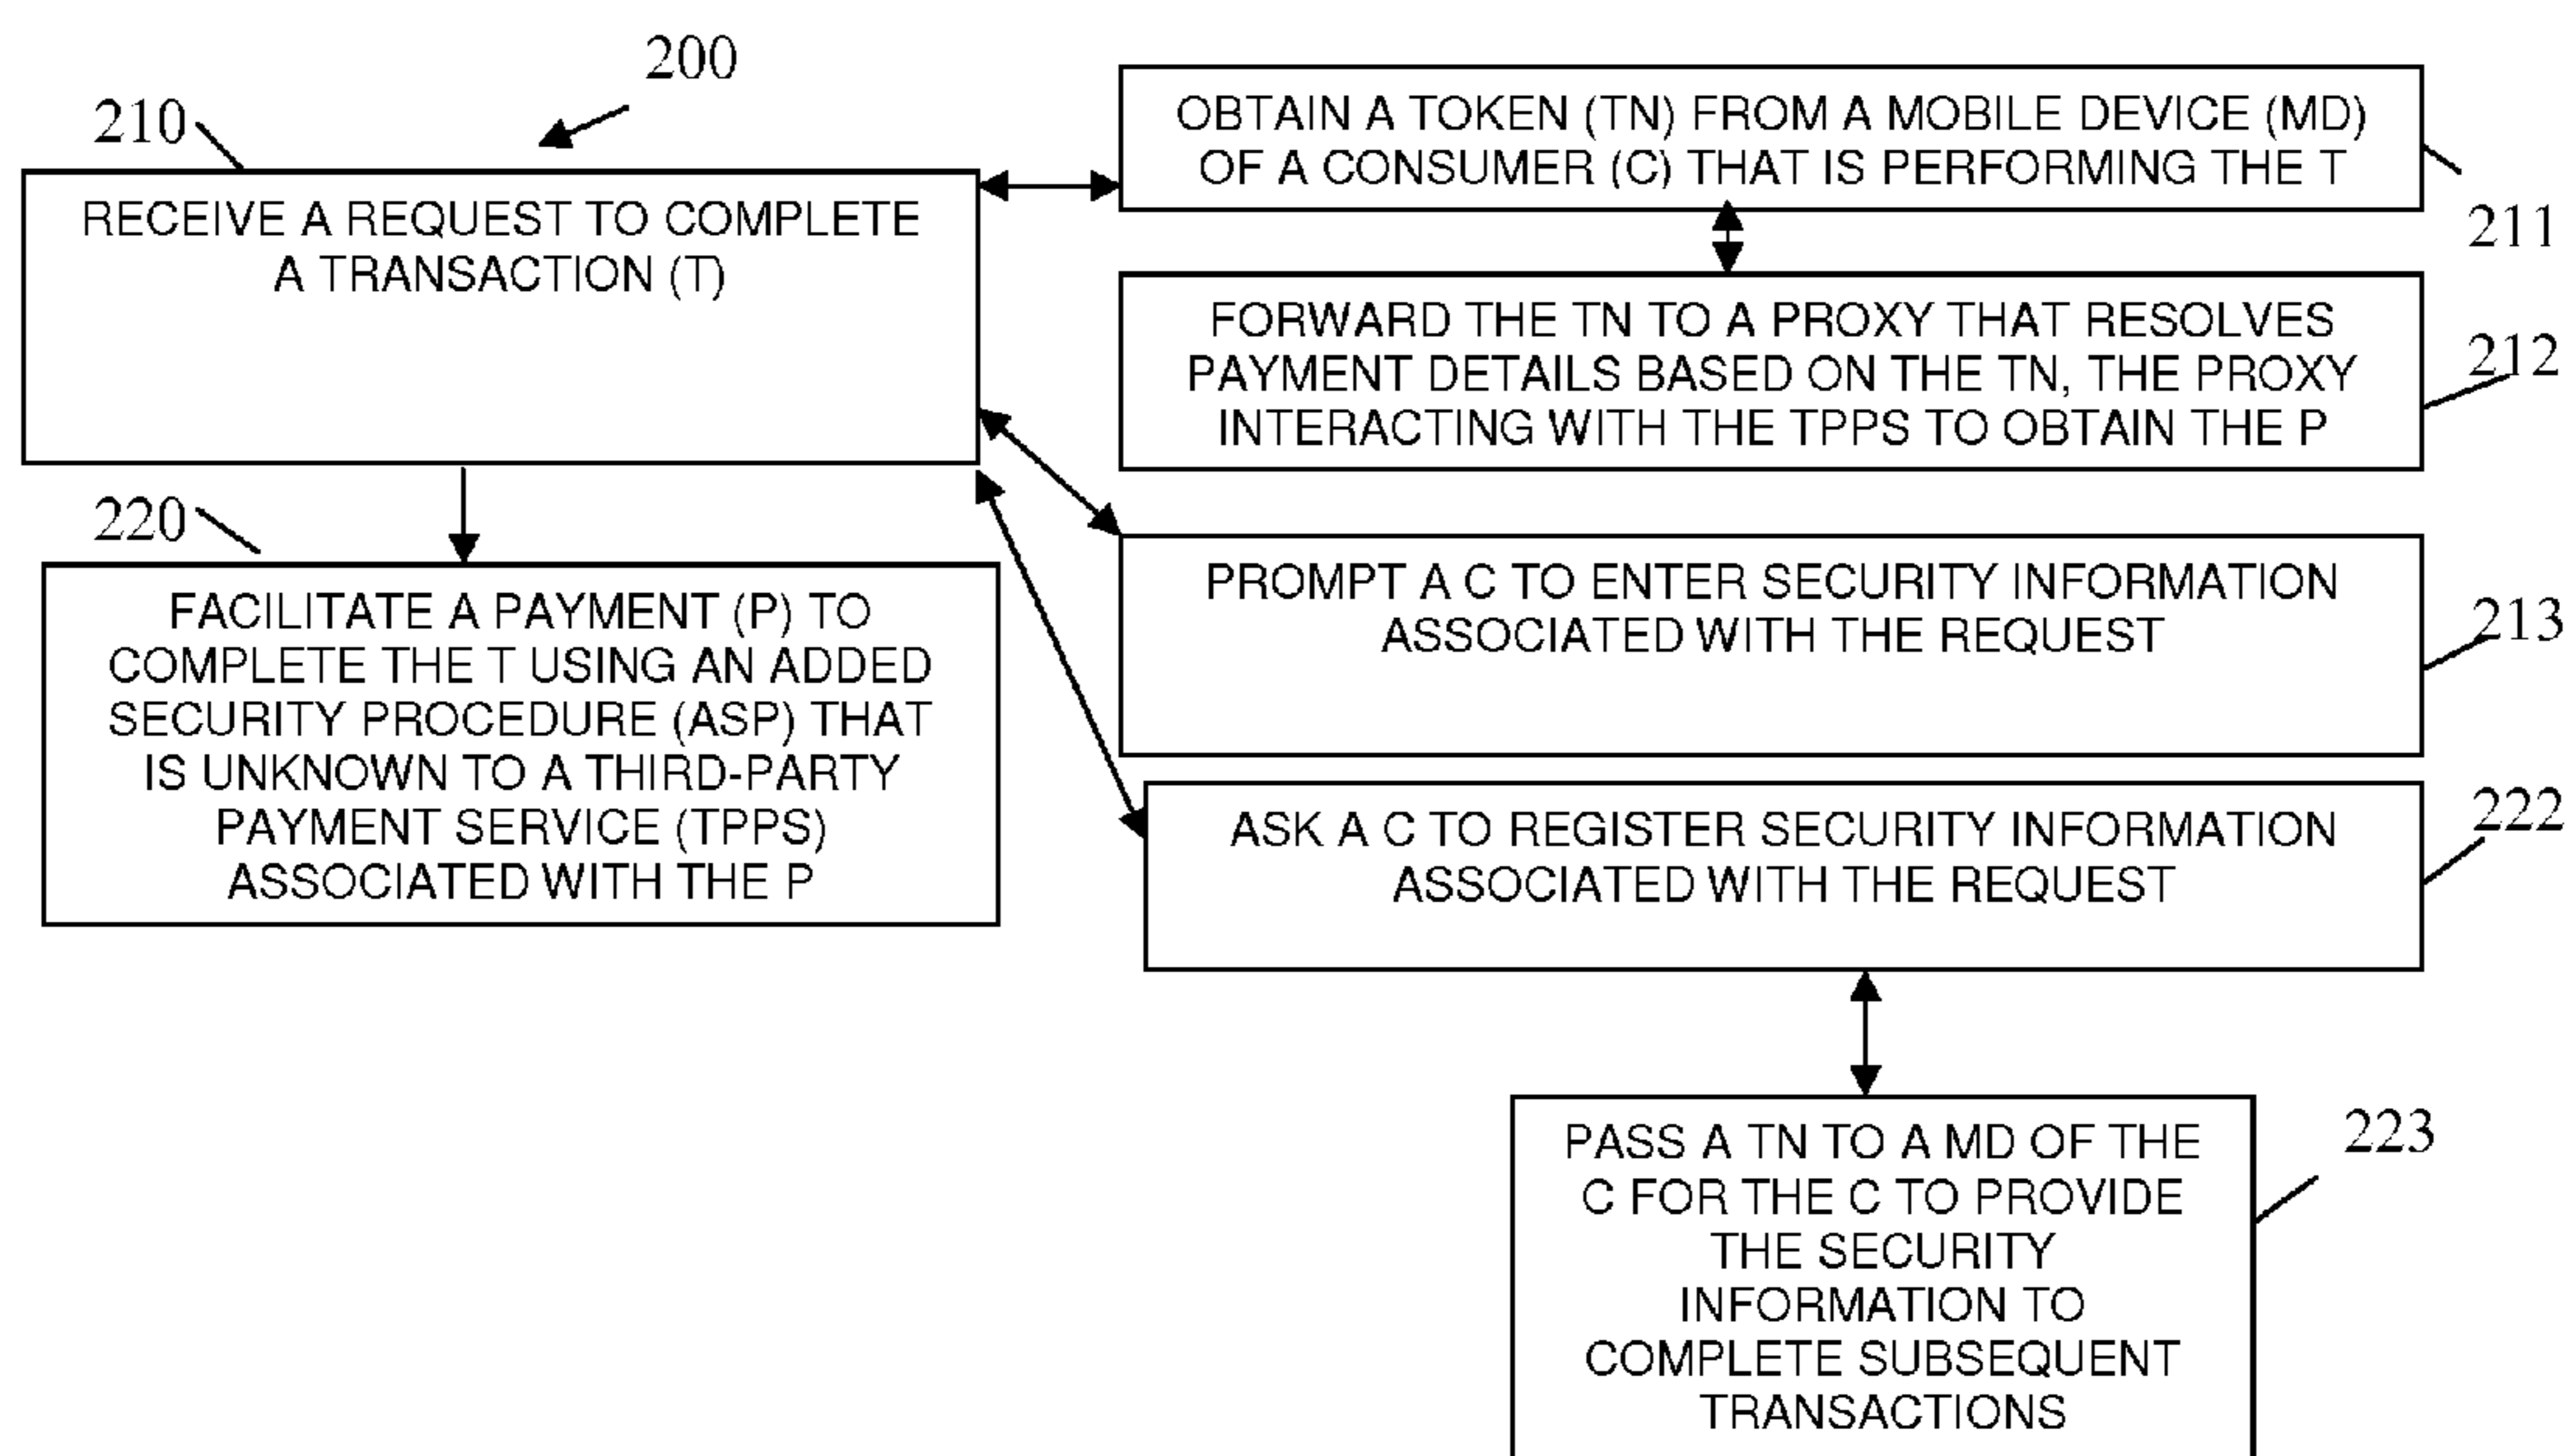 200
210
RECEIVE A REQUEST TO COMPLETE
A TRANSACTION (T)
OBTAIN A TOKEN (TN) FROM A MOBILE DEVICE (MD)
OF A CONSUMER (C) THAT IS PERFORMING THE T
211
FORWARD THE TN TO A PROXY THAT RESOLVES
PAYMENT DETAILS BASED ON THE TN, THE PROXY
INTERACTING WITH THE TPPS TO OBTAIN THE P
212
220
FACILITATE A PAYMENT (P) TO
COMPLETE THE T USING AN ADDED
SECURITY PROCEDURE (ASP) THAT
IS UNKNOWN TO A THIRD-PARTY
PAYMENT SERVICE (TPPS)
ASSOCIATED WITH THE P
PROMPT A C TO ENTER SECURITY INFORMATION
ASSOCIATED WITH THE REQUEST
213
ASK A C TO REGISTER SECURITY INFORMATION
ASSOCIATED WITH THE REQUEST
222
PASS A TN TO A MD OF THE
C FOR THE C TO PROVIDE
THE SECURITY
INFORMATION TO
COMPLETE SUBSEQUENT
TRANSACTIONS
223